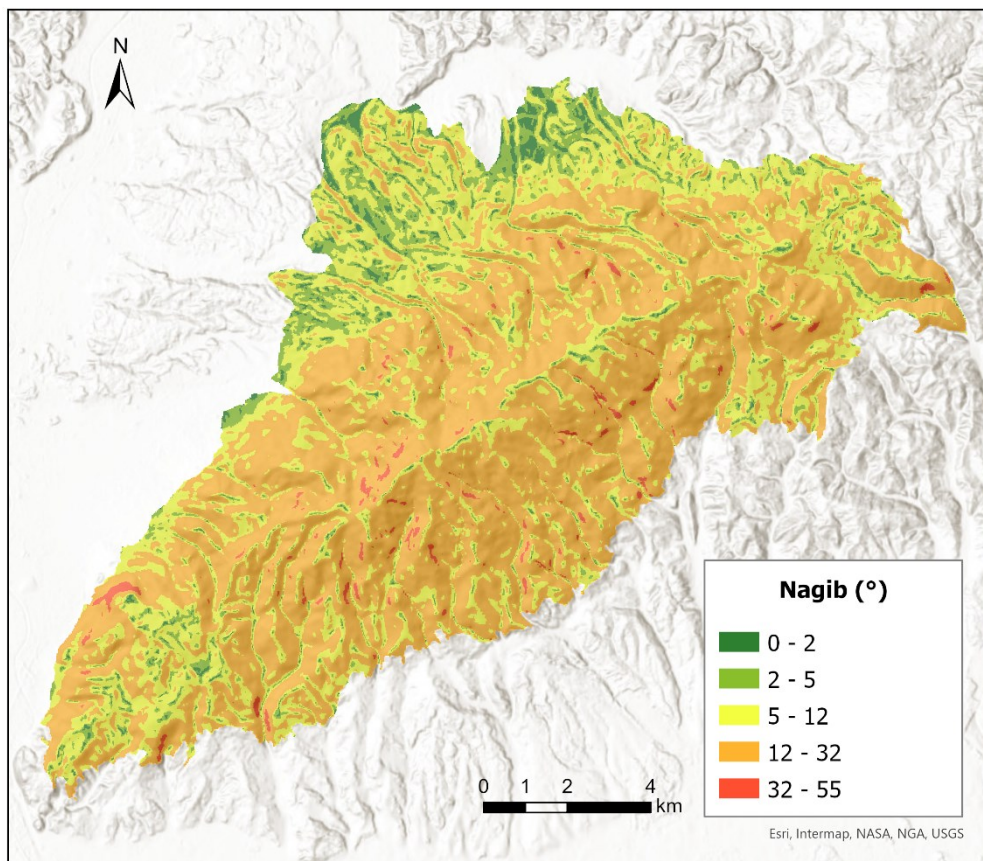 N
Nagib (°)
0 - 2
2 - 5
5 - 12
12 - 32
32 - 55
0 1 2 4
km
Esri, Intermap, NASA, NGA, USGS